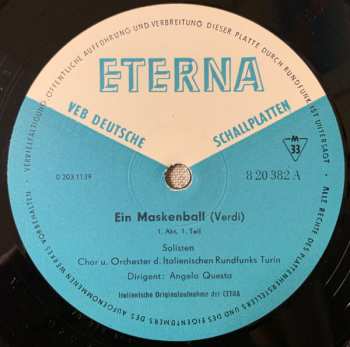 VERVIELFÄLTIGUNG, ÖFFENTLICHE AUFFÜHRUNG UND VERBREITUNG DIESER PLATTE DURCH RUNDFUNK IST UNTERSAGT
ETERNA
VEB DEUTSCHE SCHALLPLATTEN
M
33
0 203 1139
8 20 382 A
Ein Maskenball (Verdi)
1. Akt, 1. Teil
Solisten
Chor u. Orchester d. Italienischen Rundfunks Turin
Dirigent: Angelo Questa
Italienische Originalaufnahme der CETRA
ALLE RECHTE DES PLATTENHERSTELLERS UND DES EIGENTÜMERS DES AUFGENOMMENEN WERKES VORBEHALTEN